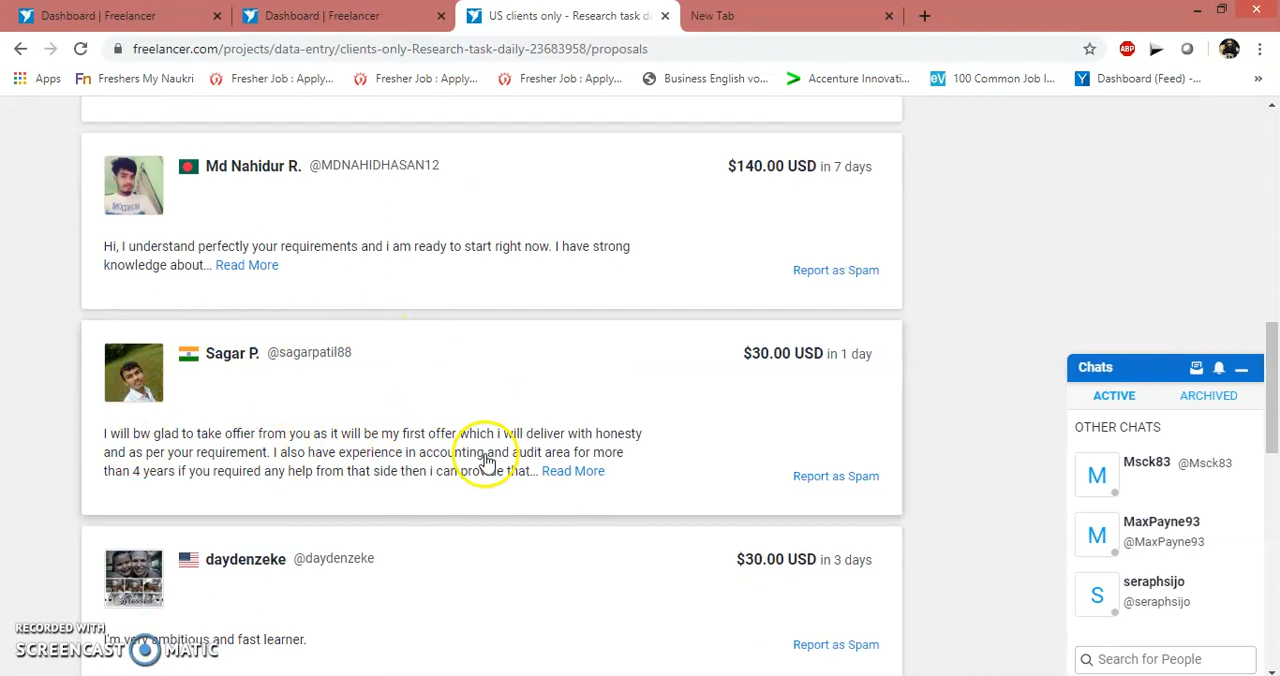 Dashboard | Freelancer
Dashboard | Freelancer
US clients only - Research task da
New Tab
freelancer.com/projects/data-entry/clients-only-Research-task-daily-23683958/proposals
ABP
Apps
Freshers My Naukri
Fresher Job : Apply...
Fresher Job : Apply...
Fresher Job : Apply...
Business English vo...
Accenture Innovati...
100 Common Job I...
Dashboard (Feed) -...
Md Nahidur R. @MDNAHIDHASAN12
$140.00 USD in 7 days
Hi, I understand perfectly your requirements and i am ready to start right now. I have strong
knowledge about... Read More
Report as Spam
Sagar P. @sagarpatil88
$30.00 USD in 1 day
I will bw glad to take offier from you as it will be my first offer which i will deliver with honesty
and as per your requirement. I also have experience in accounting and audit area for more
than 4 years if you required any help from that side then i can provide that... Read More
Report as Spam
daydenzeke @daydenzeke
$30.00 USD in 3 days
I'm very ambitious and fast learner.
Report as Spam
Chats
ACTIVE
ARCHIVED
OTHER CHATS
M
Msck83 @Msck83
M
MaxPayne93
@MaxPayne93
S
seraphsijo
@seraphsijo
Search for People
RECORDED WITH
SCREENCAST MATIC